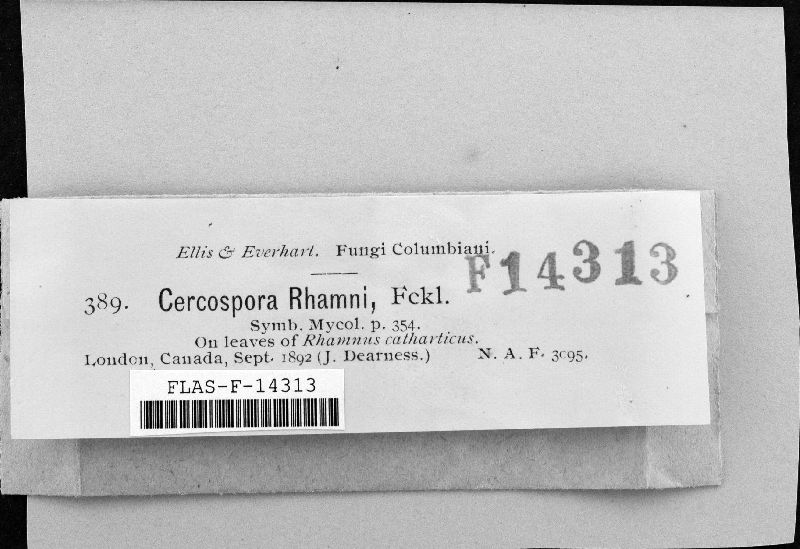 Ellis & Everhart. Fungi Columbiani.
F14313
389. Cercospora Rhamni, Fckl.
Symb. Mycol. p. 354.
On leaves of Rhamnus catharticus.
London, Canada, Sept. 1892 (J. Dearness.) N. A. F. 3095.
FLAS-F-14313